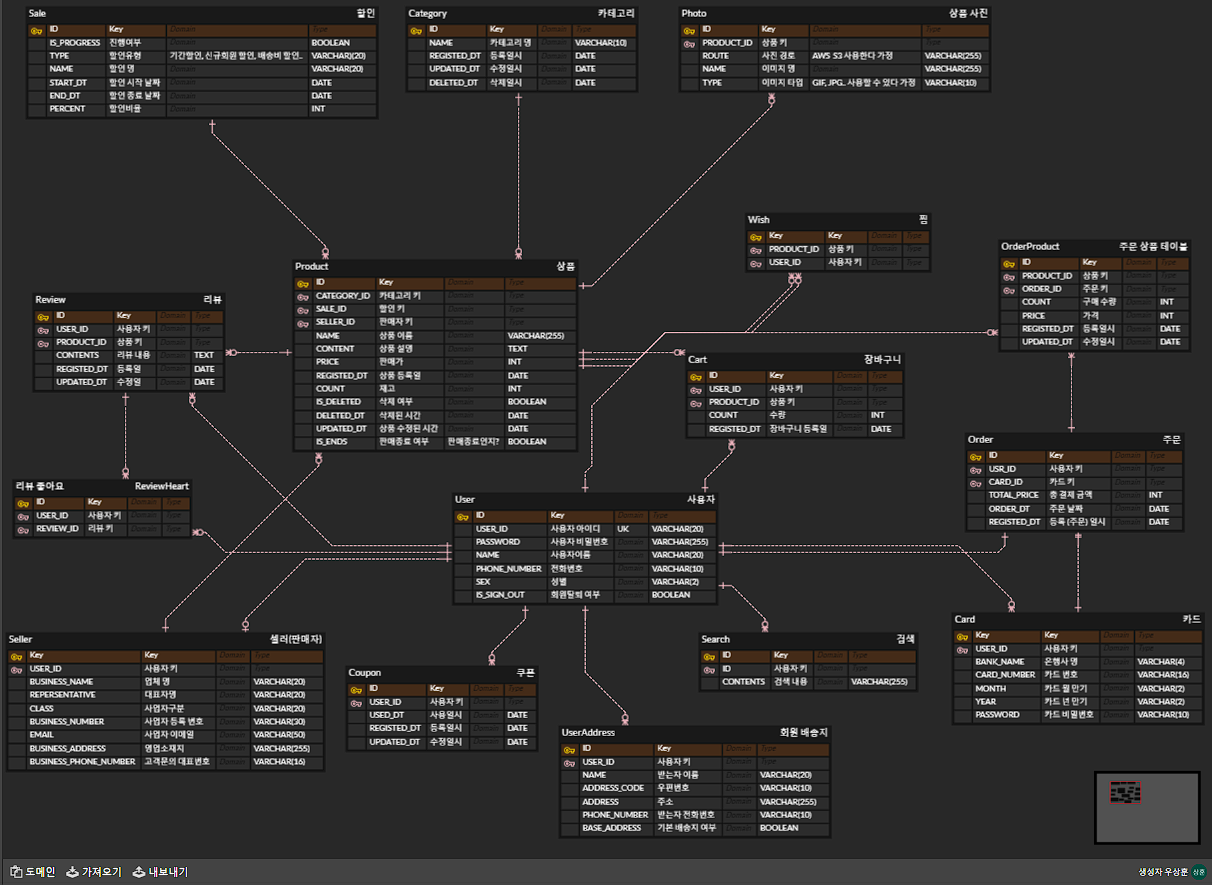 Sale 할인
ID Key Domain Type
IS_PROGRESS 진행여부 Domain BOOLEAN
TYPE 할인유형 기간할인, 신규회원 할인, 배송비 할인.. VARCHAR)(20)
NAME 할인 명 Domain VARCHAR(20)
START_DT 할인 시작 날짜 Domain DATE
END_DT 할인 종료 날짜 Domain DATE
PERCENT 할인비율 Domain INT
Category 카테고리
ID Key Domain Type
NAME 카테고리 명 Domain VARCHAR(10)
REGISTED_DT 등록일시 Domain DATE
UPDATED_DT 수정일시 Domain DATE
DELETED_DT 삭제일시 Domain DATE
Photo 상품 사진
ID Key Domain Type
PRODUCT_ID 상품 키 Domain Type
ROUTE 사진 경로 AWS S3 사용한다 가정 VARCHAR(255)
NAME 이미지 명 Domain VARCHAR(255)
TYPE 이미지 타입 GIF, JPG.. 사용할 수 있다 가정 VARCHAR(10)
Wish 찜
Key Key Domain Type
PRODUCT_ID 상품 키 Domain Type
USER_ID 사용자 키 Domain Type
OrderProduct 주문 상품 테이블
ID Key Domain Type
PRODUCT_ID 상품 키 Domain Type
ORDER_ID 주문 키 Domain Type
COUNT 구매 수량 Domain INT
PRICE 가격 Domain INT
REGISTED_DT 등록일시 Domain DATE
UPDATED_DT 수정일시 Domain DATE
Product 상품
ID Key Domain Type
CATEGORY_ID 카테고리 키 Domain Type
SALE_ID 할인 키 Domain Type
SELLER_ID 판매자 키 Domain Type
NAME 상품 이름 Domain VARCHAR(255)
CONTENT 상품 설명 Domain TEXT
PRICE 판매가 Domain INT
REGISTED_DT 상품 등록일 Domain DATE
COUNT 재고 Domain INT
IS_DELETED 삭제 여부 Domain BOOLEAN
DELETED_DT 삭제된 시간 Domain DATE
UPDATED_DT 상품 수정된 시간 Domain DATE
IS_ENDS 판매종료 여부 판매종료인지? BOOLEAN
Review 리뷰
ID Key Domain Type
USER_ID 사용자 키 Domain Type
PRODUCT_ID 상품 키 Domain Type
CONTENTS 리뷰 내용 Domain TEXT
REGISTED_DT 등록일 Domain DATE
UPDATED_DT 수정일 Domain DATE
Cart 장바구니
ID Key Domain Type
USER_ID 사용자 키 Domain Type
PRODUCT_ID 상품 키 Domain Type
COUNT 수량 Domain INT
REGISTED_DT 장바구니 등록일 Domain DATE
Order 주문
ID Key Domain Type
USR_ID 사용자 키 Domain Type
CARD_ID 카드 키 Domain Type
TOTAL_PRICE 총 결제 금액 Domain INT
ORDER_DT 주문 날짜 Domain DATE
REGISTED_DT 등록 (주문) 일시 Domain DATE
리뷰 좋아요 ReviewHeart
ID Key Domain Type
USER_ID 사용자 키 Domain Type
REVIEW_ID 리뷰 키 Domain Type
User 사용자
ID Key Domain Type
USER_ID 사용자 아이디 UK VARCHAR(20)
PASSWORD 사용자 비밀번호 Domain VARCHAR(255)
NAME 사용자이름 Domain VARCHAR(20)
PHONE_NUMBER 전화번호 Domain VARCHAR(10)
SEX 성별 Domain VARCHAR(2)
IS_SIGN_OUT 회원탈퇴 여부 Domain BOOLEAN
Seller 셀러(판매자)
Key Key Domain Type
USER_ID 사용자 키 Domain Type
BUSINESS_NAME 업체 명 Domain VARCHAR(20)
REPERSENTATIVE 대표자명 Domain VARCHAR(20)
CLASS 사업자구분 Domain VARCHAR(20)
BUSINESS_NUMBER 사업자 등록 번호 Domain VARCHAR(20)
EMAIL 사업자 이메일 Domain VARCHAR(50)
BUSINESS_ADDRESS 영업소재지 Domain VARCHAR(255)
BUSINESS_PHONE_NUMBER 고객문의 대표번호 Domain VARCHAR(16)
Coupon 쿠폰
ID Key Domain Type
USER_ID 사용자 키 Domain Type
USED_DT 사용일시 Domain DATE
REGISTED_DT 등록일시 Domain DATE
UPDATED_DT 수정일시 Domain DATE
Search 검색
ID Key Domain Type
ID 사용자 키 Domain Type
CONTENTS 검색 내용 Domain VARCHAR(255)
Card 카드
Key Key Domain Type
USER_ID 사용자 키 Domain Type
BANK_NAME 은행사 명 Domain VARCHAR(4)
CARD_NUMBER 카드 번호 Domain VARCHAR(16)
MONTH 카드 월 만기 Domain VARCHAR(2)
YEAR 카드 년 만기 Domain VARCHAR(2)
PASSWORD 카드 비밀번호 Domain VARCHAR(10)
UserAddress 회원 배송지
ID Key Domain Type
USER_ID 사용자 키 Domain Type
NAME 받는자 이름 Domain VARCHAR(20)
ADDRESS_CODE 우편번호 Domain VARCHAR(10)
ADDRESS 주소 Domain VARCHAR(255)
PHONE_NUMBER 받는자 전화번호 Domain VARCHAR(10)
BASE_ADDRESS 기본 배송지 여부 Domain BOOLEAN
도메인 가져오기 내보내기 생성자 우상훈 상훈